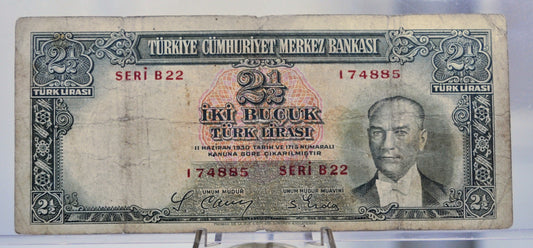 TÜRKİYE CÜMHURİYET MERKEZ BANKASI
2½ 2½
TÜRK LİRASI TÜRK LİRASI
SERİ B22 174885
2½
İKİ BUÇUK
TÜRK LİRASI
11 HAZİRAN 1930 TARİH VE 1715 NUMARALI
KANUNA GÖRE ÇIKARILMIŞTIR
174885 SERİ B22
UMUM MÜDÜR UMUM MÜDÜR MUAVİNİ
2½ 2½